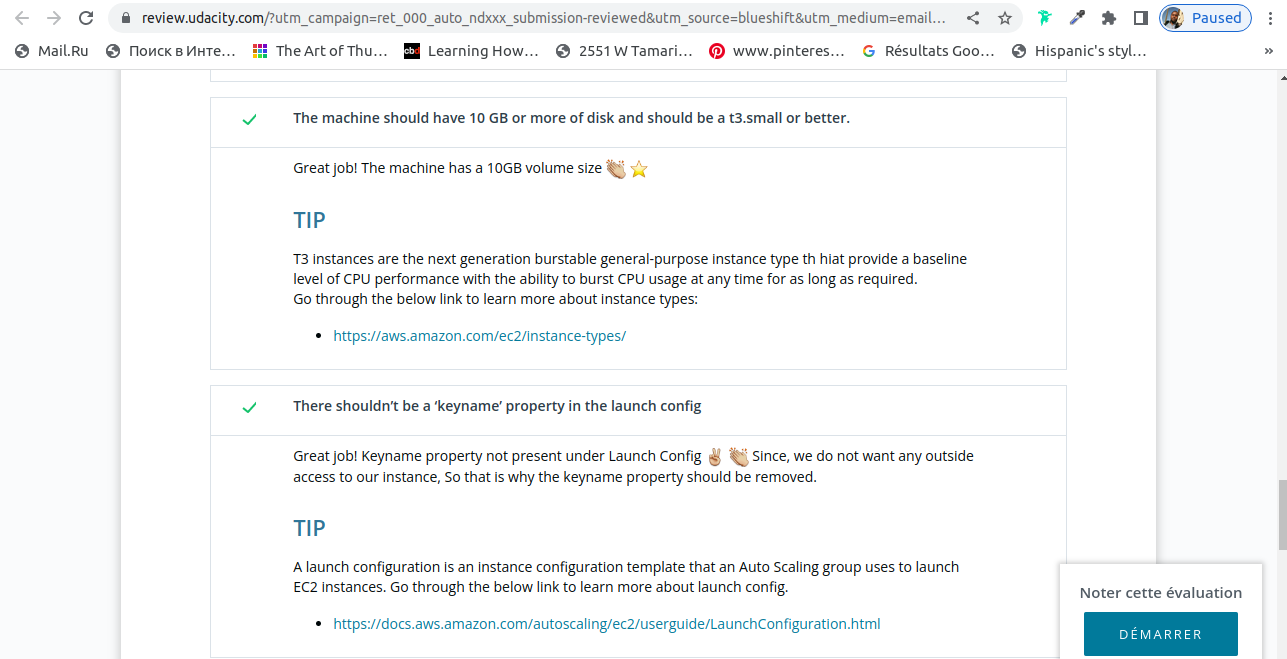 review.udacity.com/?utm_campaign=ret_000_auto_ndxxx_submission-reviewed&utm_source=blueshift&utm_medium=email...
Paused
Mail.Ru Поиск в Инте... The Art of Thu... cbd Learning How... 2551 W Tamari... www.pinteres... Résultats Goo... Hispanic's styl... »
The machine should have 10 GB or more of disk and should be a t3.small or better.
Great job! The machine has a 10GB volume size 👏 ⭐
TIP
T3 instances are the next generation burstable general-purpose instance type th hiat provide a baseline
level of CPU performance with the ability to burst CPU usage at any time for as long as required.
Go through the below link to learn more about instance types:
• https://aws.amazon.com/ec2/instance-types/
There shouldn’t be a ‘keyname’ property in the launch config
Great job! Keyname property not present under Launch Config ✌ 👏 Since, we do not want any outside
access to our instance, So that is why the keyname property should be removed.
TIP
A launch configuration is an instance configuration template that an Auto Scaling group uses to launch
EC2 instances. Go through the below link to learn more about launch config.
• https://docs.aws.amazon.com/autoscaling/ec2/userguide/LaunchConfiguration.html
Noter cette évaluation
DÉMARRER